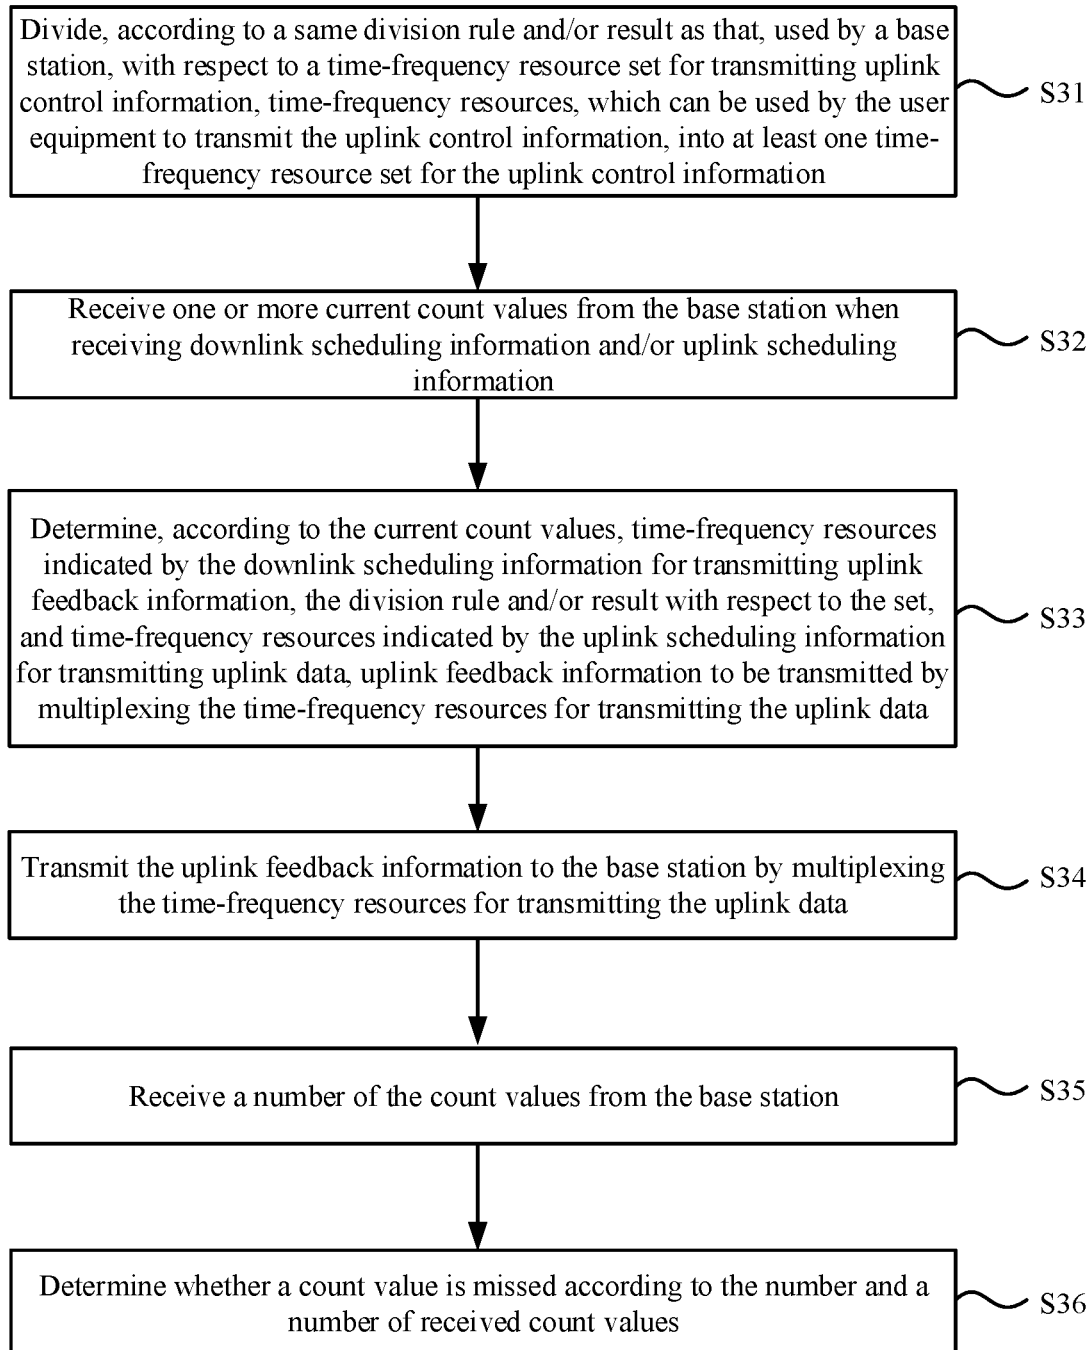 Divide, according to a same division rule and/or result as that, used by a base
station, with respect to a time-frequency resource set for transmitting uplink
control information, time-frequency resources, which can be used by the user
equipment to transmit the uplink control information, into at least one time-
frequency resource set for the uplink control information
S31
Receive one or more current count values from the base station when
receiving downlink scheduling information and/or uplink scheduling
information
S32
Determine, according to the current count values, time-frequency resources
indicated by the downlink scheduling information for transmitting uplink
feedback information, the division rule and/or result with respect to the set,
and time-frequency resources indicated by the uplink scheduling information
for transmitting uplink data, uplink feedback information to be transmitted by
multiplexing the time-frequency resources for transmitting the uplink data
S33
Transmit the uplink feedback information to the base station by multiplexing
the time-frequency resources for transmitting the uplink data
S34
Receive a number of the count values from the base station
S35
Determine whether a count value is missed according to the number and a
number of received count values
S36